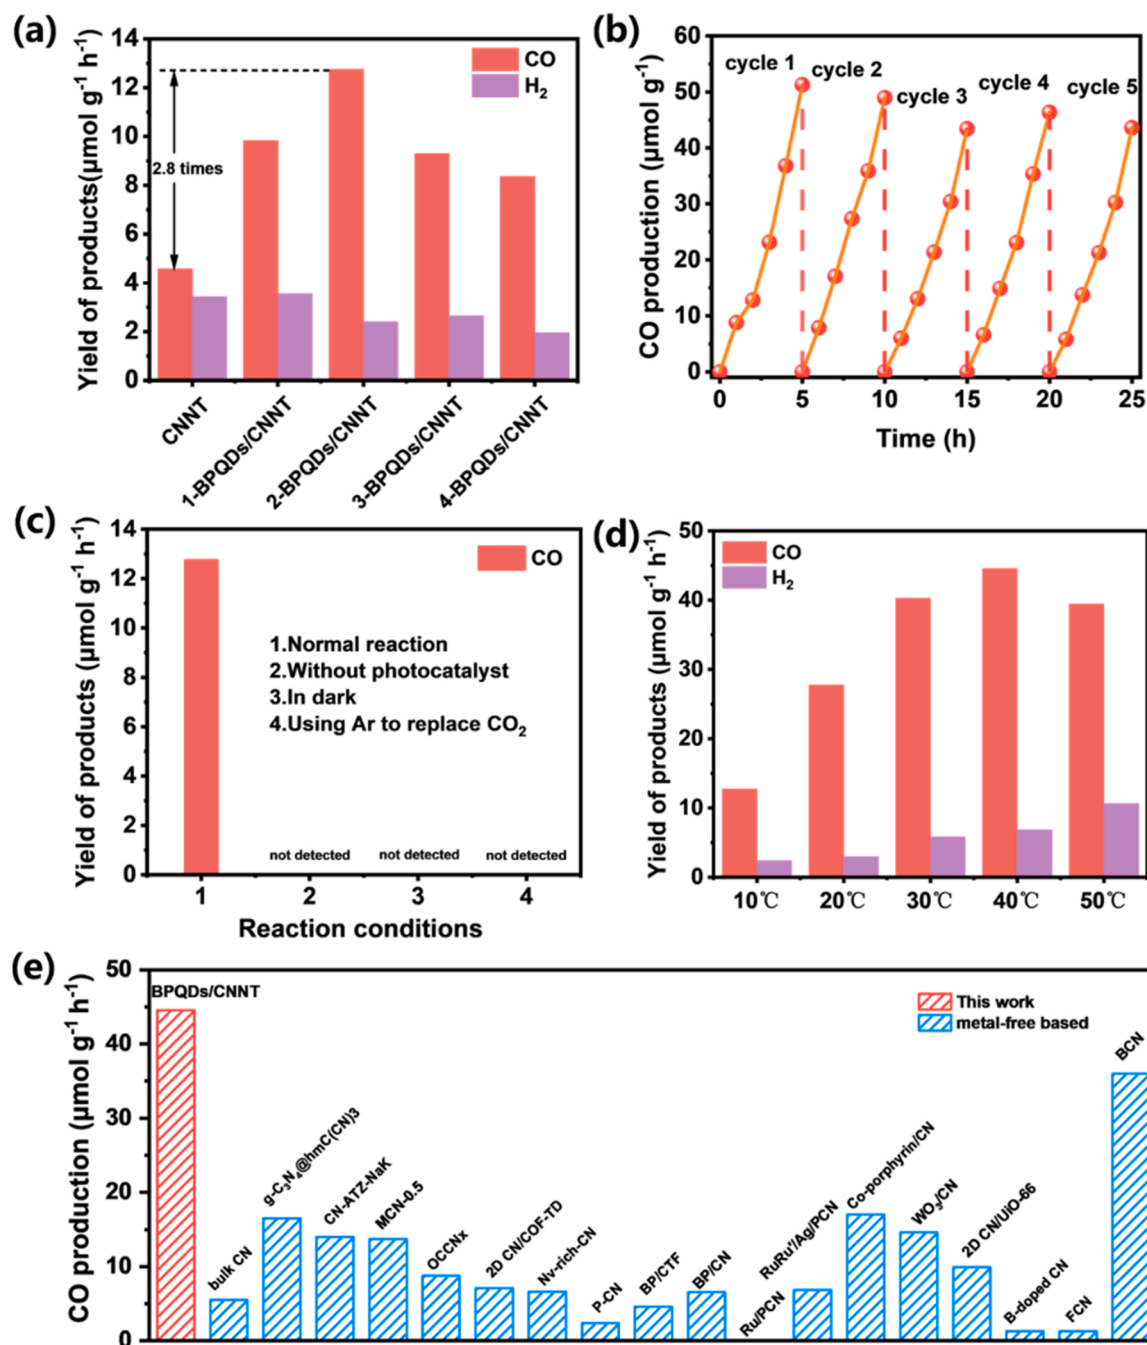 (a)
Yield of products(μmol g⁻¹ h⁻¹)
14
12
10
8
6
4
2
0
CO
H₂
2.8 times
CNNT
1-BPQDs/CNNT
2-BPQDs/CNNT
3-BPQDs/CNNT
4-BPQDs/CNNT
(b)
CO production (μmol g⁻¹)
60
50
40
30
20
10
0
cycle 1
cycle 2
cycle 3
cycle 4
cycle 5
0 5 10 15 20 25
Time (h)
(c)
Yield of products (μmol g⁻¹ h⁻¹)
14
12
10
8
6
4
2
0
CO
1.Normal reaction
2.Without photocatalyst
3.In dark
4.Using Ar to replace CO₂
not detected
not detected
not detected
1 2 3 4
Reaction conditions
(d)
Yield of products (μmol g⁻¹ h⁻¹)
50
40
30
20
10
0
CO
H₂
10℃ 20℃ 30℃ 40℃ 50℃
(e)
CO production (μmol g⁻¹ h⁻¹)
50
40
30
20
10
0
This work
metal-free based
BPQDs/CNNT
bulk CN
g-C₃N₄@hmC(CN)3
CN-ATZ-NaK
MCN-0.5
OCCNx
2D CN/COF-TD
Nv-rich-CN
P-CN
BP/CTF
BP/CN
Ru/PCN
RuRu'/Ag/PCN
Co-porphyrin/CN
WO₃/CN
2D CN/UiO-66
B-doped CN
FCN
BCN